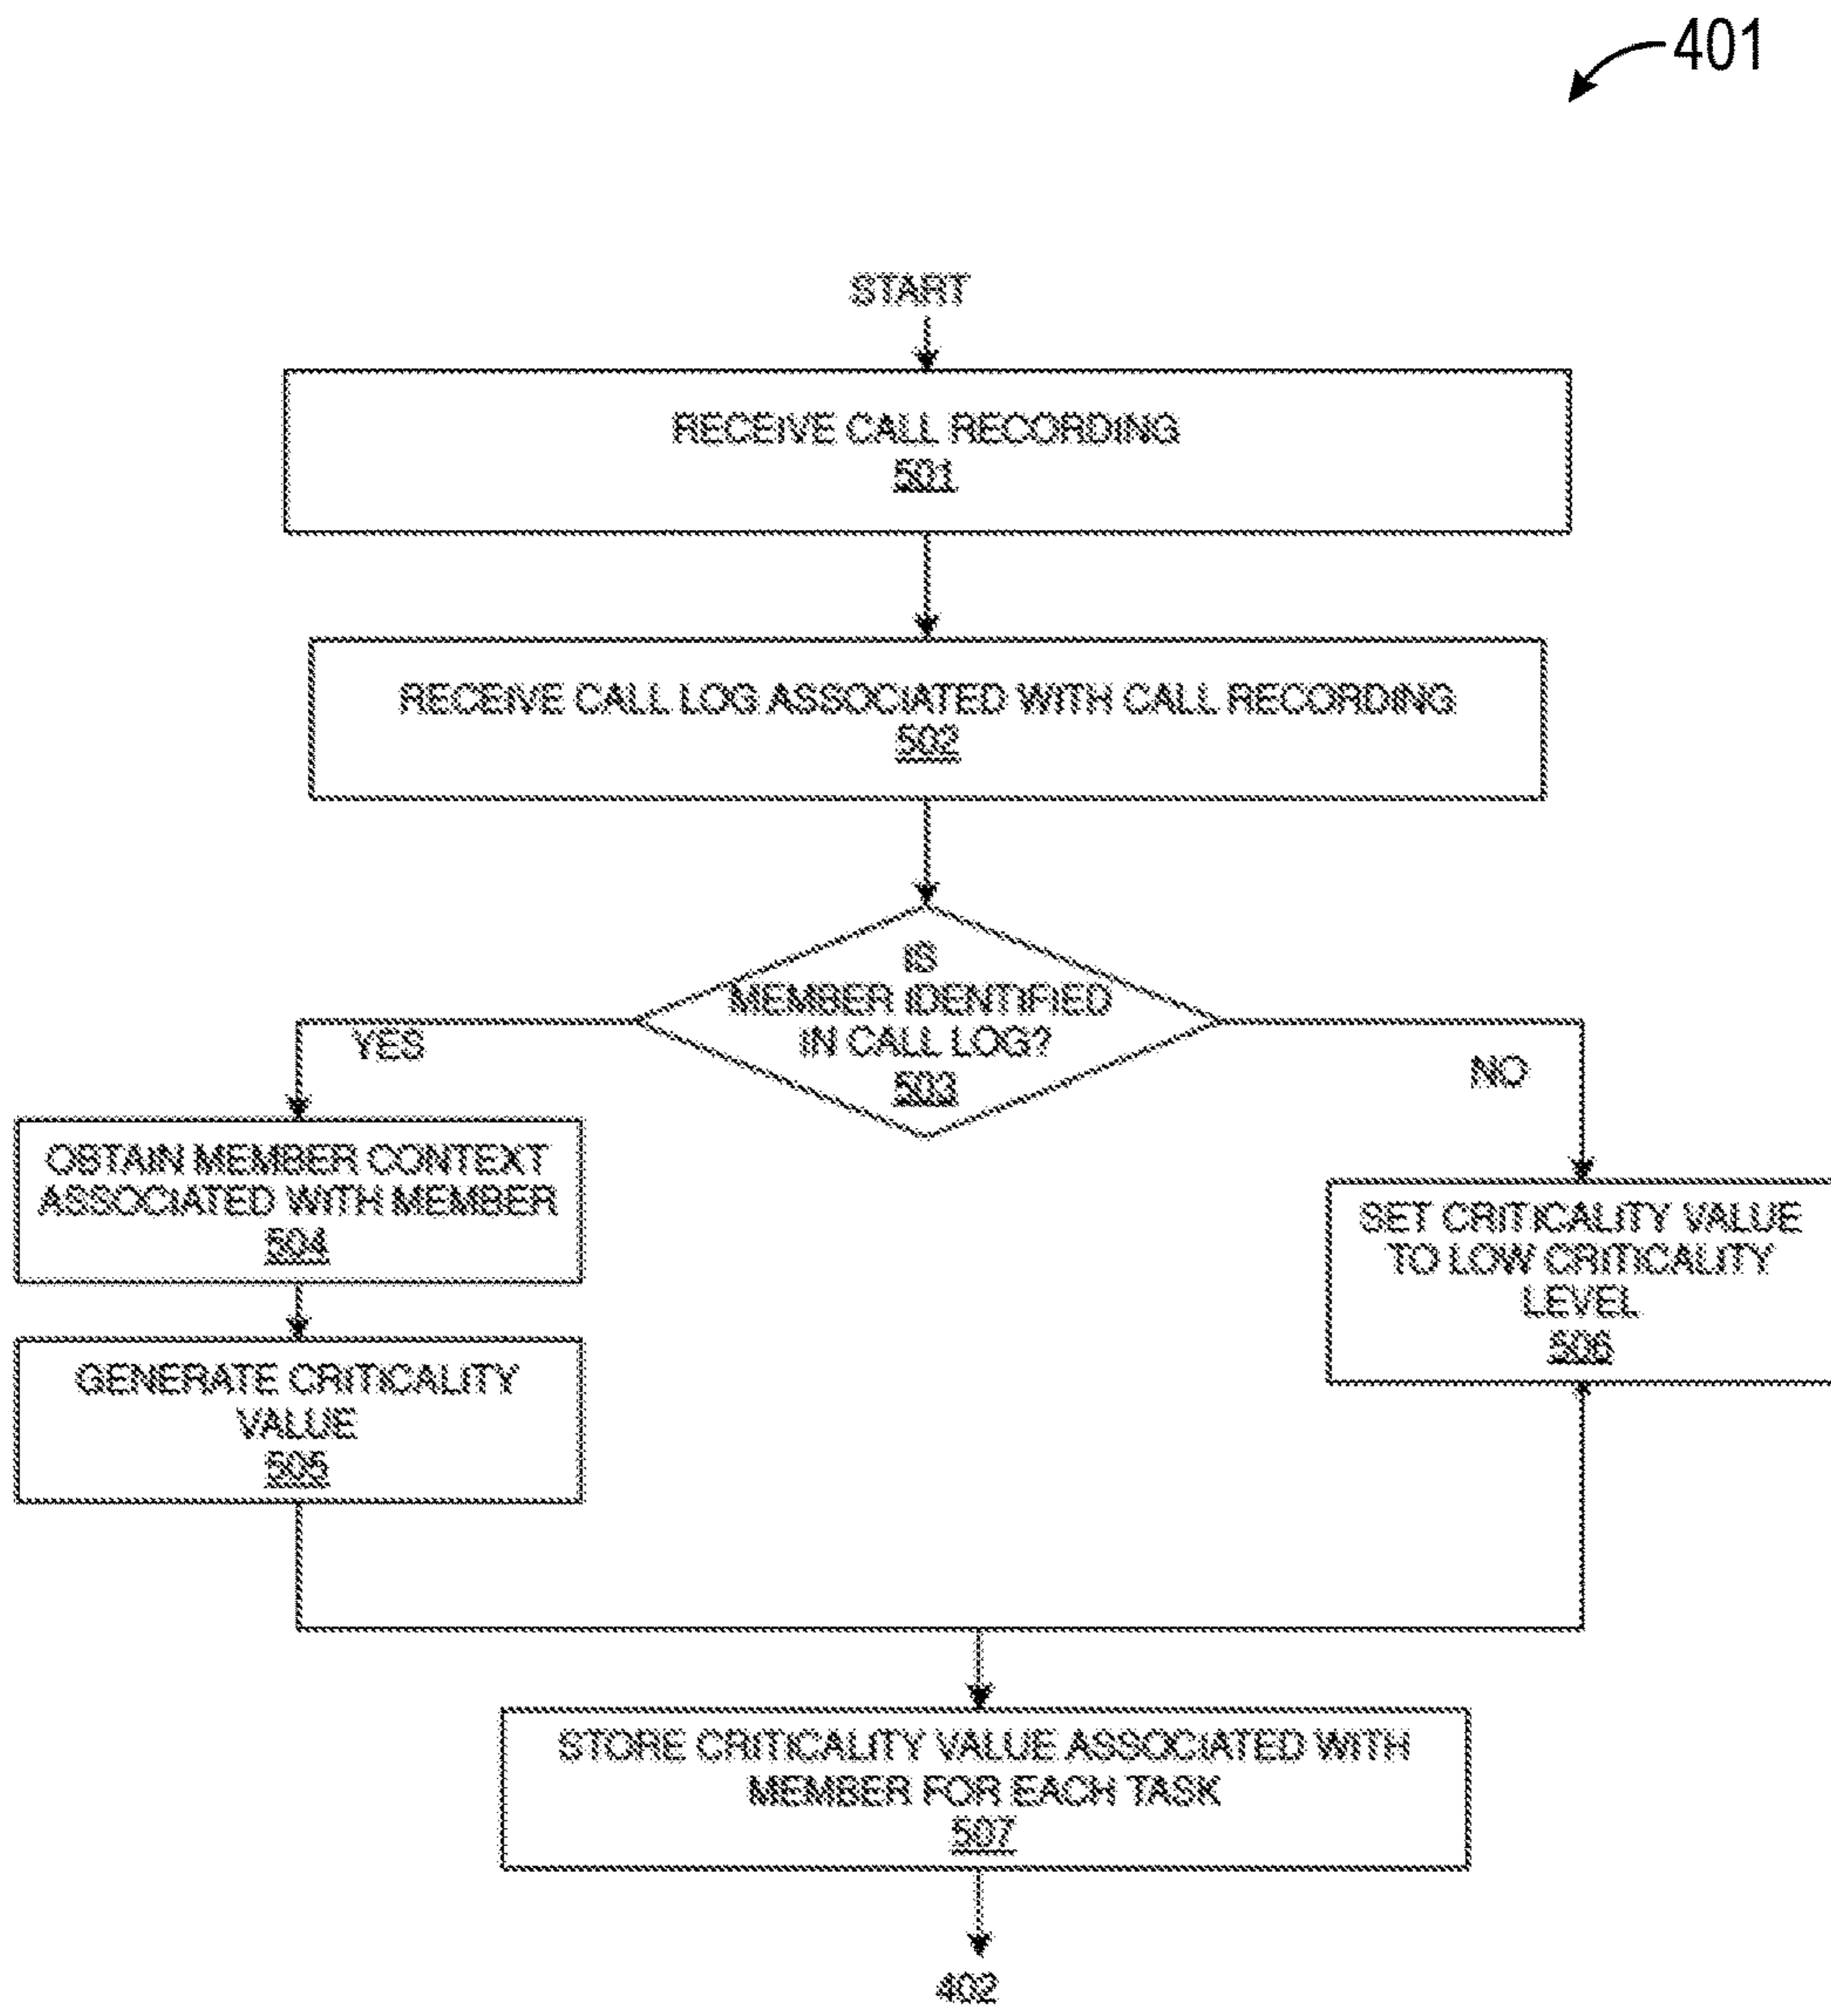 401
START
RECEIVE CALL RECORDING
501
RECEIVE CALL LOG ASSOCIATED WITH CALL RECORDING
502
IS
MEMBER IDENTIFIED
IN CALL LOG?
503
YES
NO
OBTAIN MEMBER CONTEXT
ASSOCIATED WITH MEMBER
504
SET CRITICALITY VALUE
TO LOW CRITICALITY
LEVEL
506
GENERATE CRITICALITY
VALUE
505
STORE CRITICALITY VALUE ASSOCIATED WITH
MEMBER FOR EACH TASK
507
402